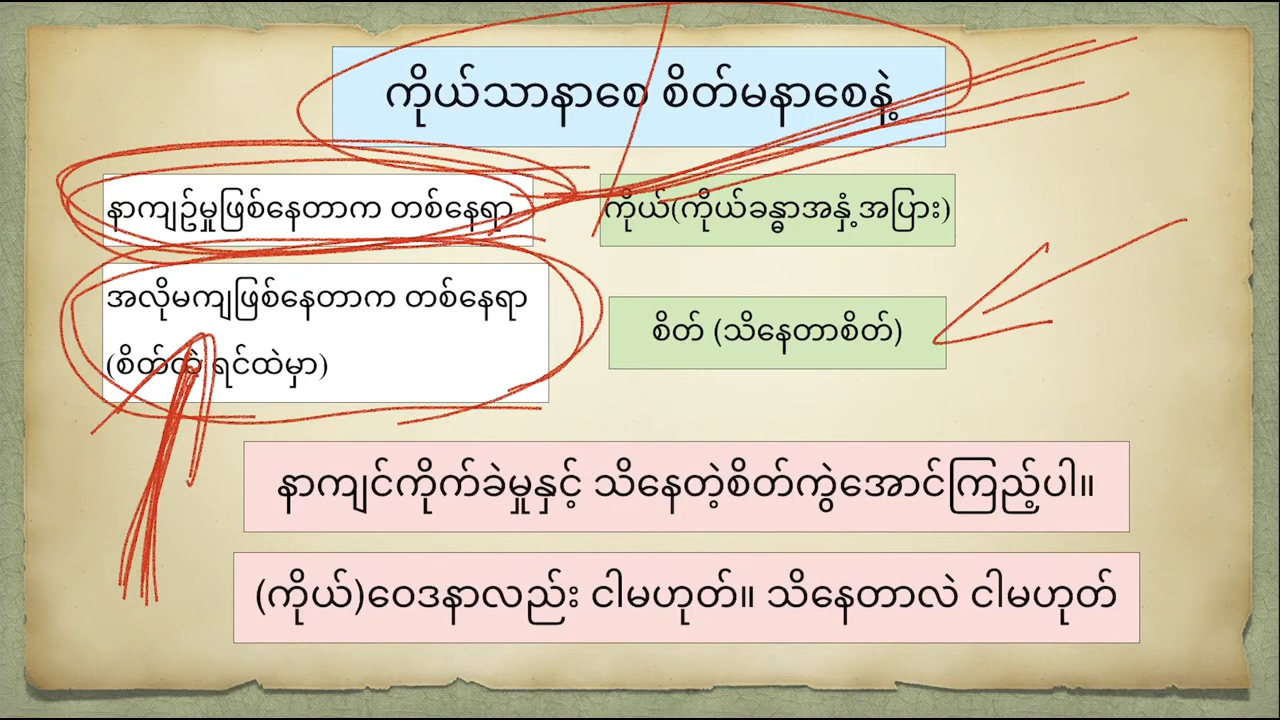 ကိုယ်သာနာစေ စိတ်မနာစေနဲ့
နာကျဥ်မှုဖြစ်နေတာက တစ်နေရာ
ကိုယ်(ကိုယ်ခန္ဓာအနှံ့အပြား)
အလိုမကျဖြစ်နေတာက တစ်နေရာ
(စိတ်ထဲ ရင်ထဲမှာ)
စိတ် (သိနေတာစိတ်)
နာကျင်ကိုက်ခဲမှုနှင့် သိနေတဲ့စိတ်ကွဲအောင်ကြည့်ပါ။
(ကိုယ်)ဝေဒနာလည်း ငါမဟုတ်။ သိနေတာလဲ ငါမဟုတ်